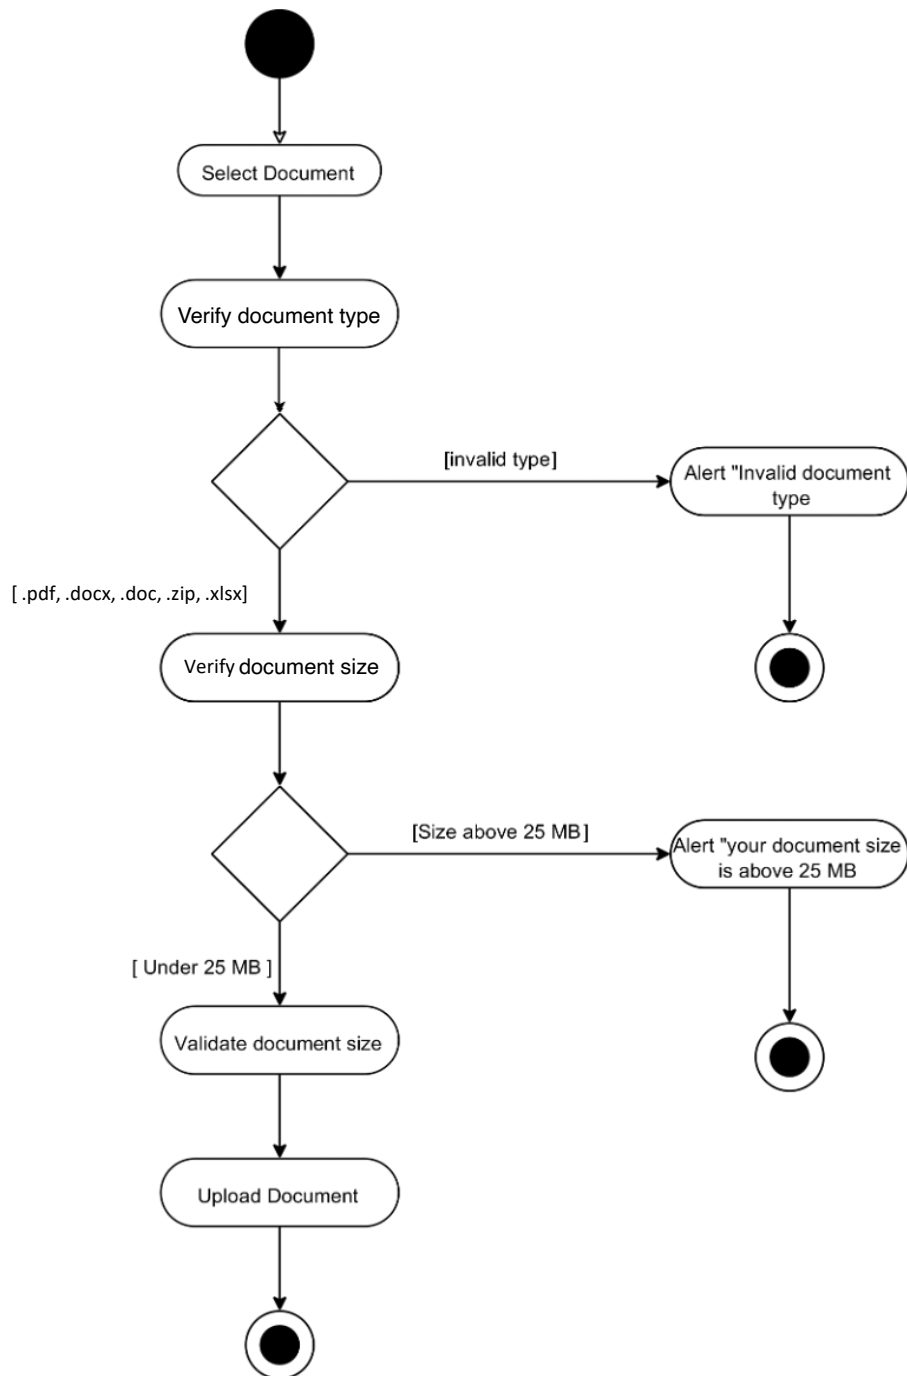 Select Document
Verify document type
[invalid type]
Alert "Invalid document
type
[ .pdf, .docx, .doc, .zip, .xlsx]
Verify document size
[Size above 25 MB]
Alert "your document size
is above 25 MB
[ Under 25 MB ]
Validate document size
Upload Document